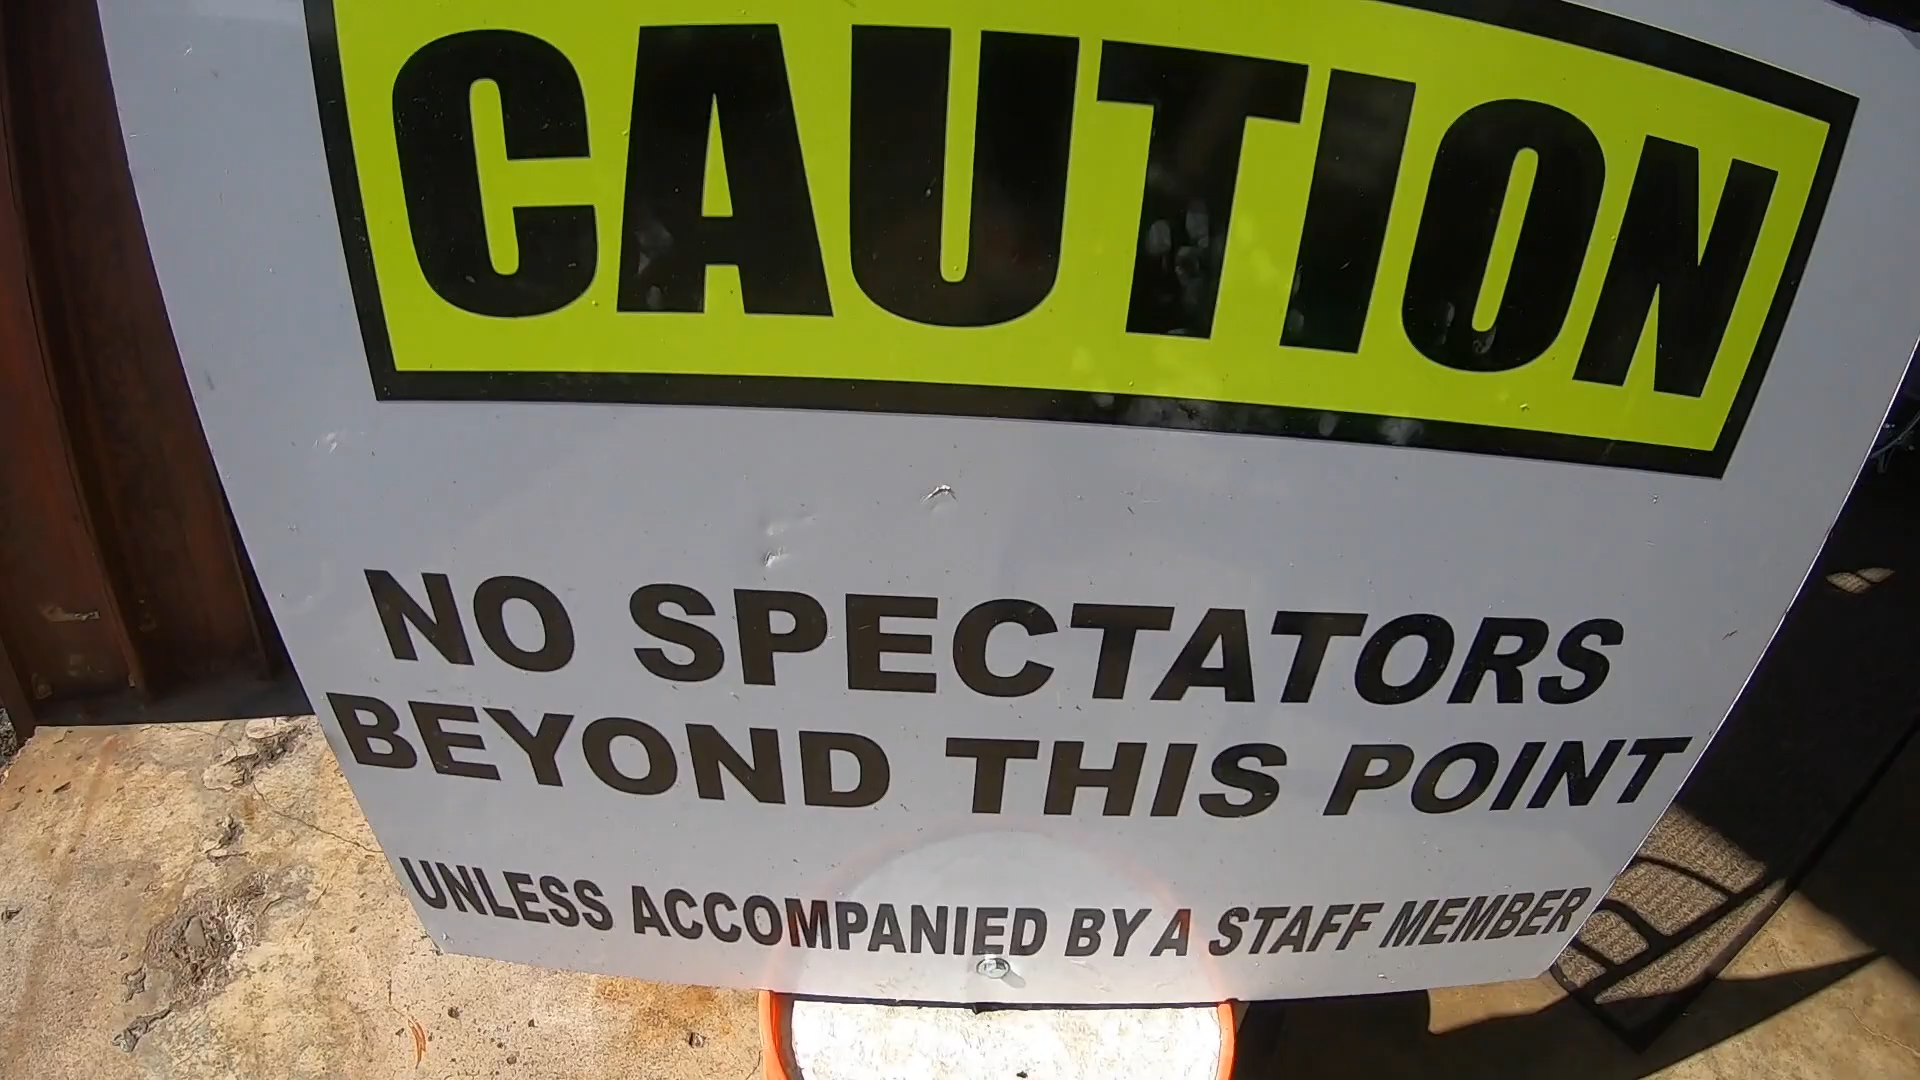 CAUTION
NO SPECTATORS
BEYOND THIS POINT
UNLESS ACCOMPANIED BY A STAFF MEMBER